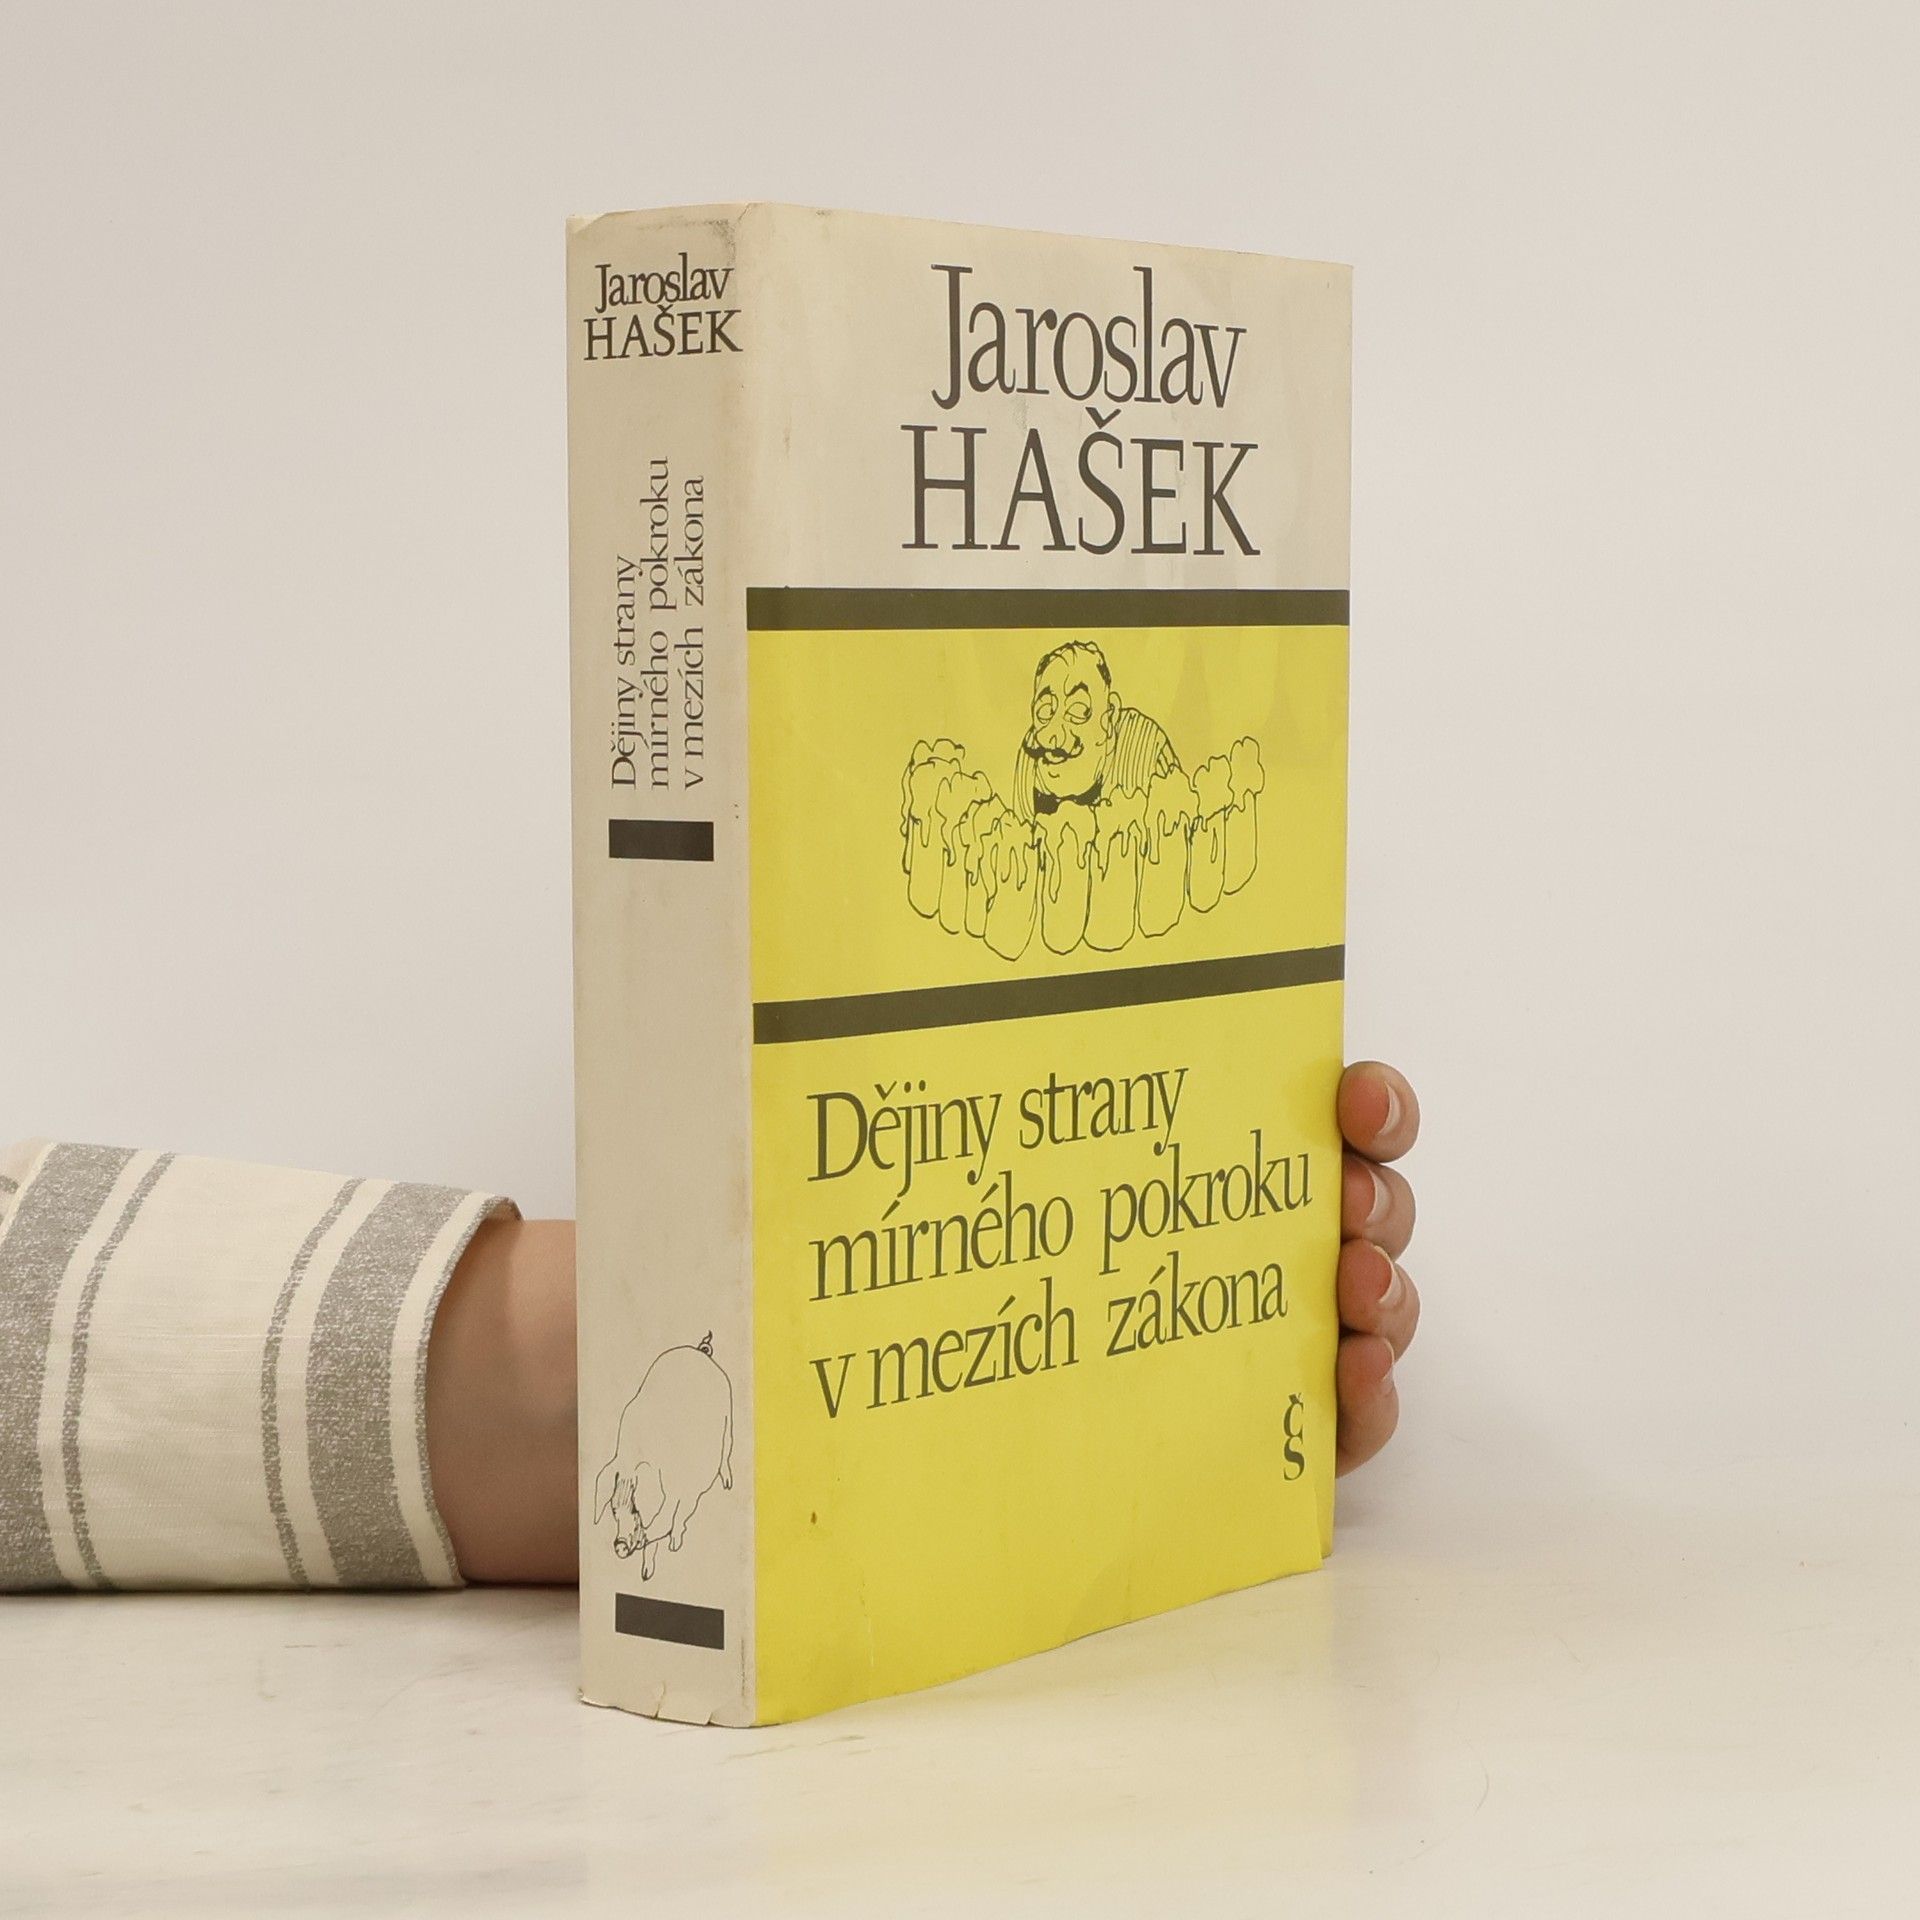 Jaroslav
HAŠEK
Dějiny strany
mírného pokroku
v mezích zákona
Jaroslav
HAŠEK
Dějiny strany
mírného pokroku
v mezích zákona
čs